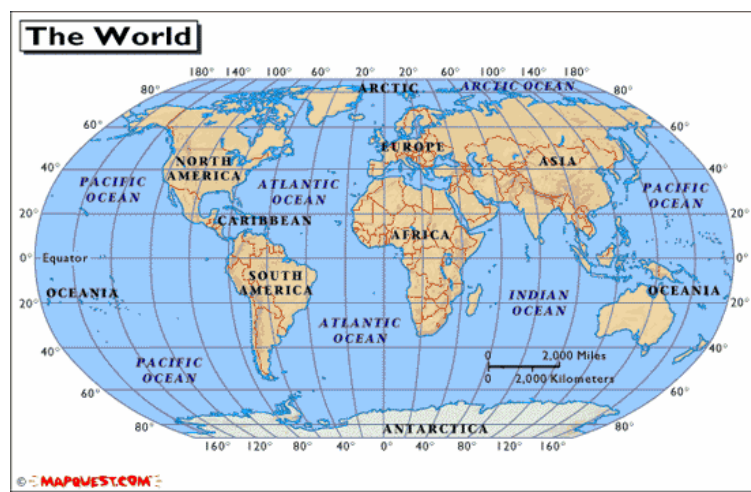 The World
180° 140° 100° 60° 20° 0° 20° 60° 100° 140° 180°
ARCTIC
ARCTIC OCEAN
80° 80°
60° 60°
EUROPE
NORTH
AMERICA
ASIA
40° 40°
PACIFIC
OCEAN
ATLANTIC
OCEAN
PACIFIC
OCEAN
20° 20°
CARIBBEAN
AFRICA
0° Equator 0°
SOUTH
AMERICA
OCEANIA
OCEANIA
20° 20°
INDIAN
OCEAN
ATLANTIC
OCEAN
40° 40°
0 2,000 Miles
0 2,000 Kilometers
PACIFIC
OCEAN
60° 60°
80° 80°
ANTARCTICA
160° 120° 80° 40° 0° 40° 80° 120° 160°
© MAPQUEST.COM